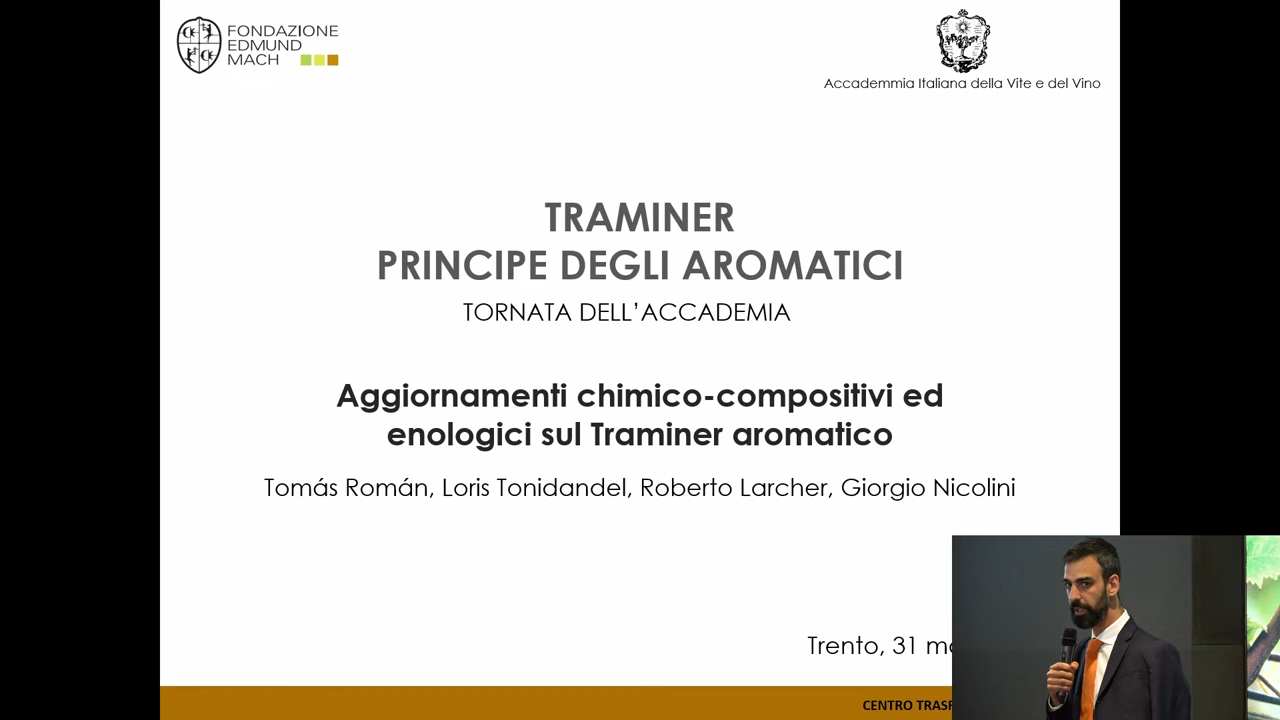 FONDAZIONE
EDMUND
MACH
Accademmia Italiana della Vite e del Vino
TRAMINER
PRINCIPE DEGLI AROMATICI
TORNATA DELL’ACCADEMIA
Aggiornamenti chimico-compositivi ed
enologici sul Traminer aromatico
Tomás Román, Loris Tonidandel, Roberto Larcher, Giorgio Nicolini
Trento, 31
CENTRO